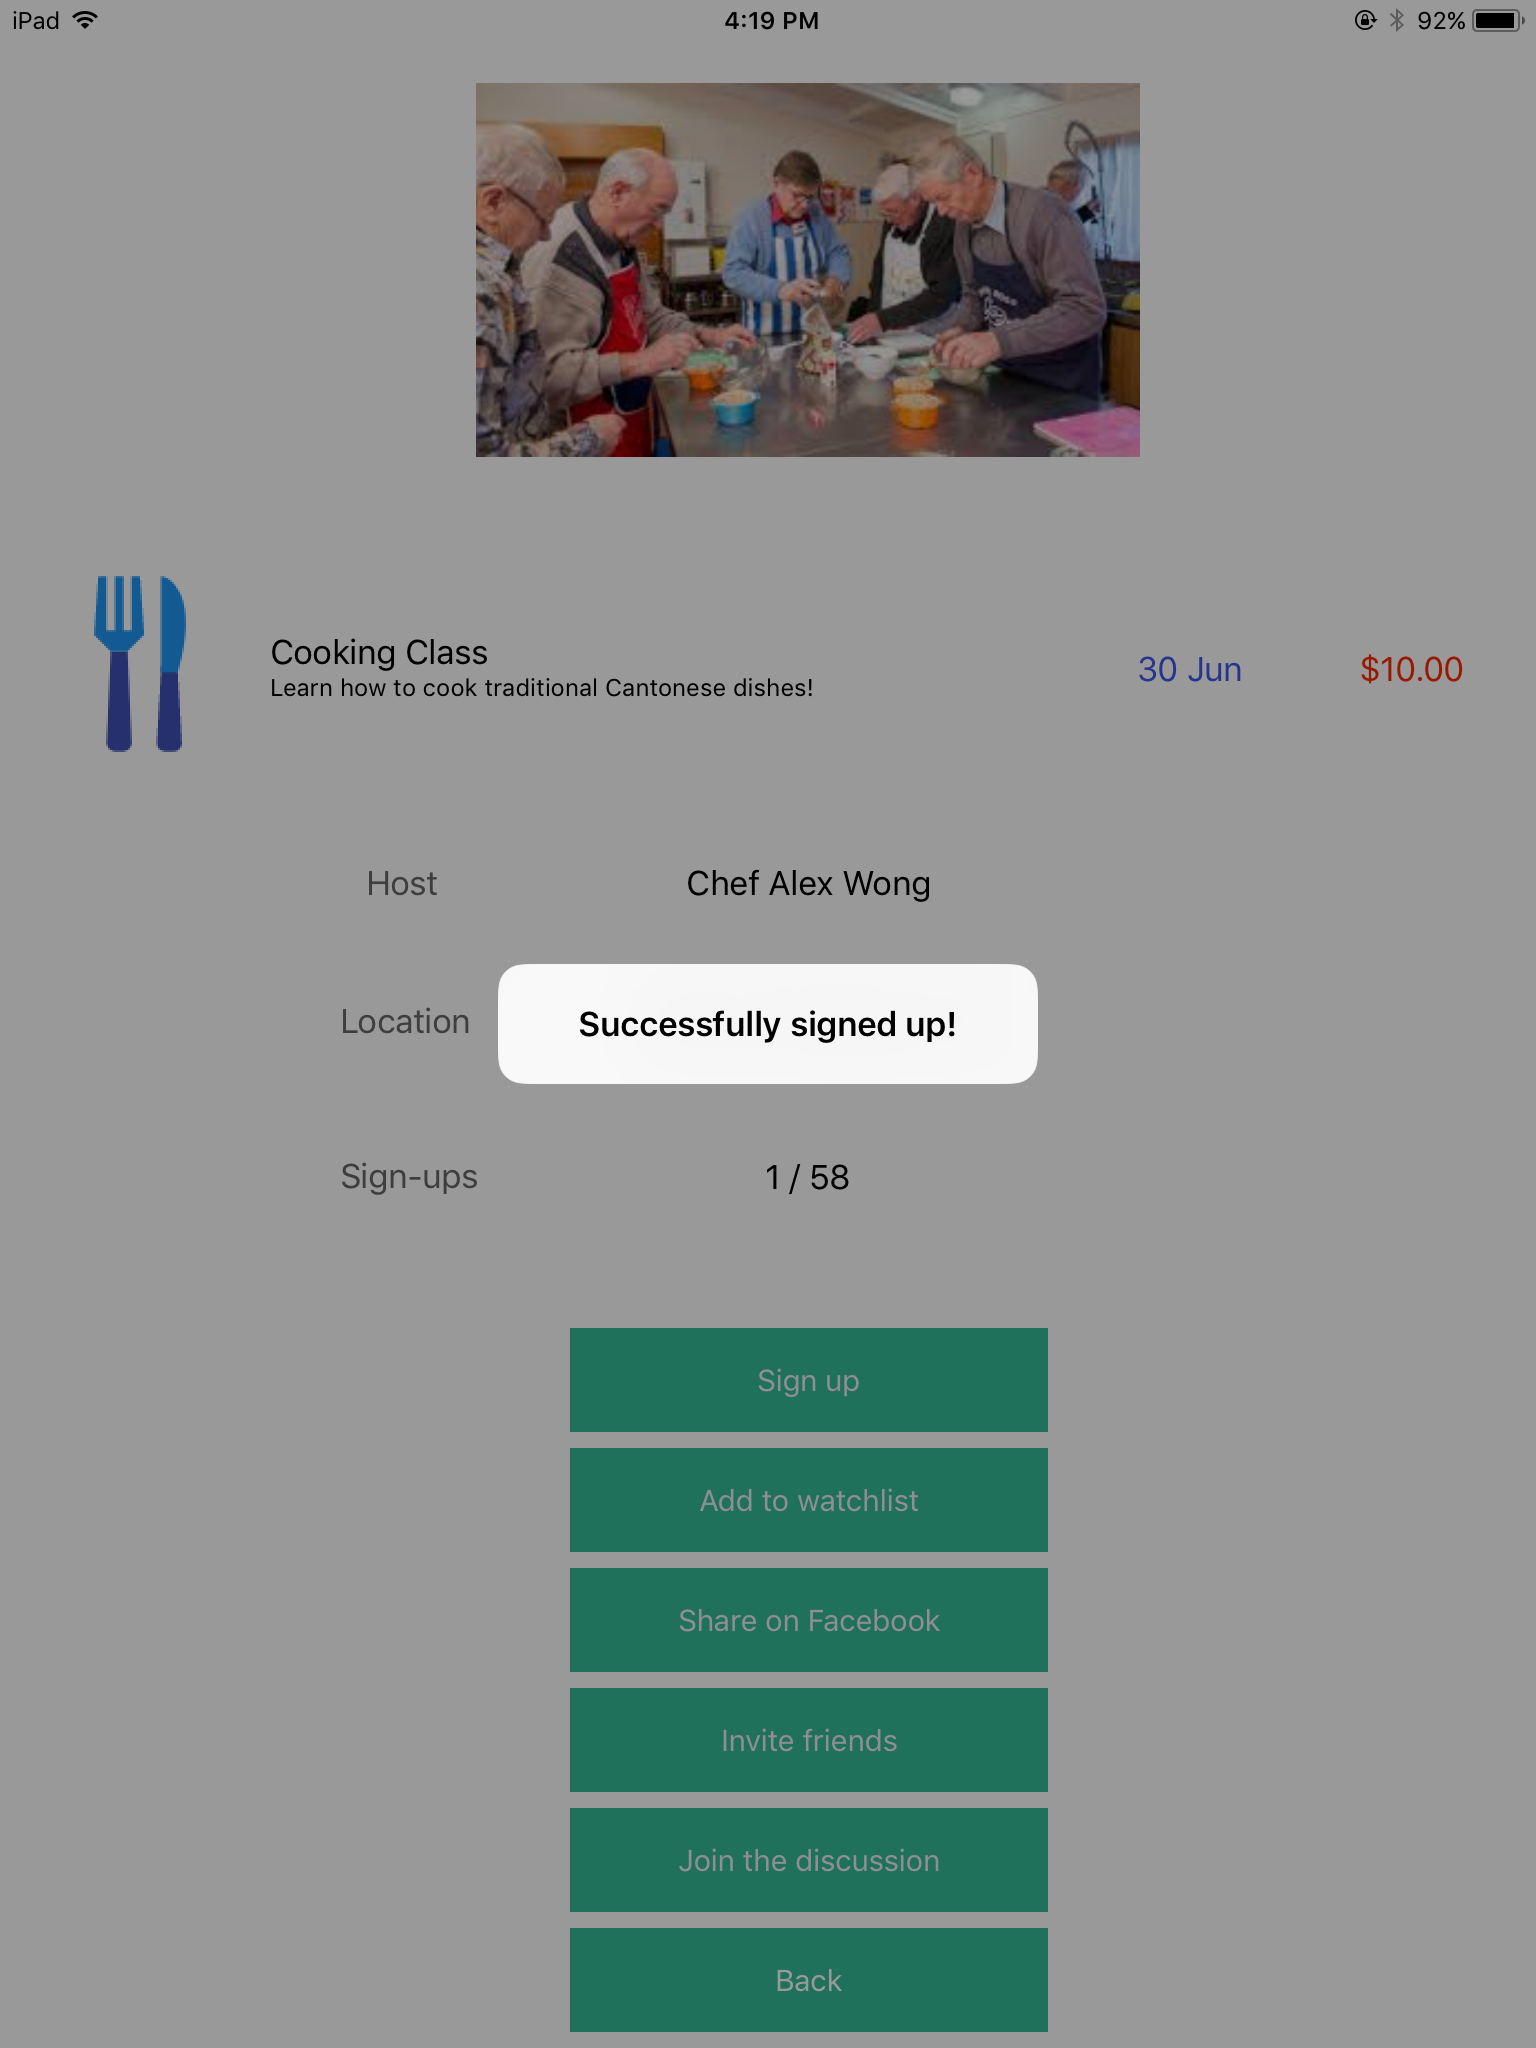 iPad 4:19 PM 92%
Cooking Class
Learn how to cook traditional Cantonese dishes!
30 Jun $10.00
Host Chef Alex Wong
Location
Successfully signed up!
Sign-ups 1 / 58
Sign up
Add to watchlist
Share on Facebook
Invite friends
Join the discussion
Back